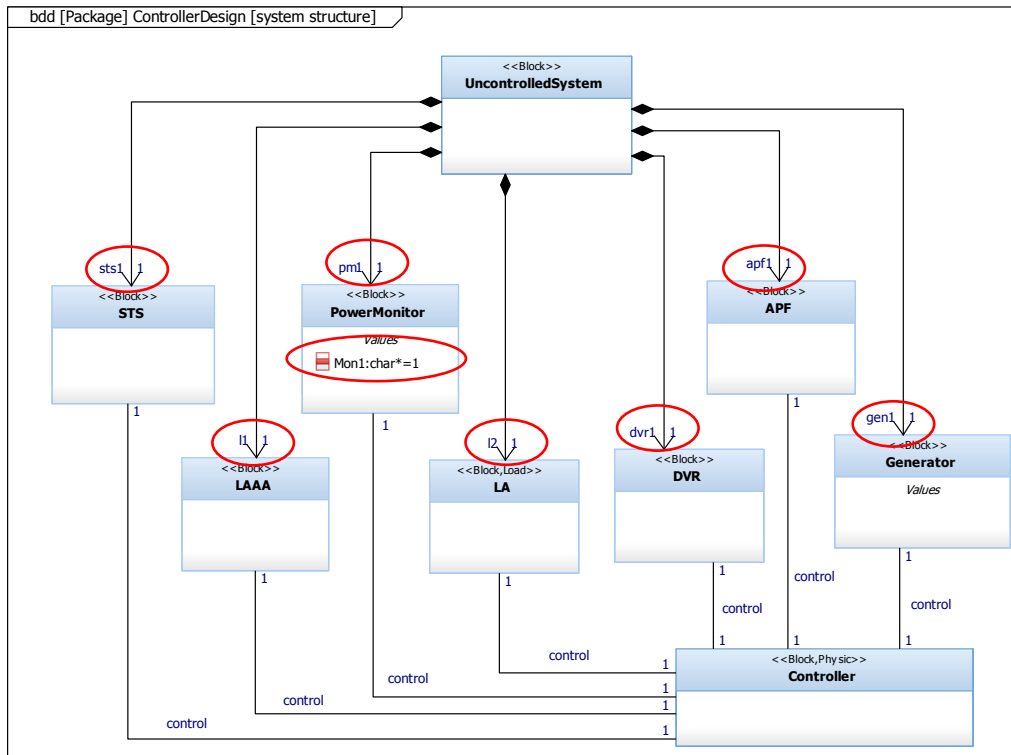 bdd [Package] ControllerDesign [system structure]
<<Block>>
UncontrolledSystem
sts1 1
pm1 1
apf1 1
<<Block>>
STS
<<Block>>
PowerMonitor
Values
Mon1:char*=1
<<Block>>
APF
1
1
1
l1 1
l2 1
dvr1 1
gen1 1
<<Block>>
LAAA
<<Block,Load>>
LA
<<Block>>
DVR
<<Block>>
Generator
Values
1
1
1
1
control
control
control
1
1
1
control
<<Block,Physic>>
Controller
1
1
1
1
control
control
control